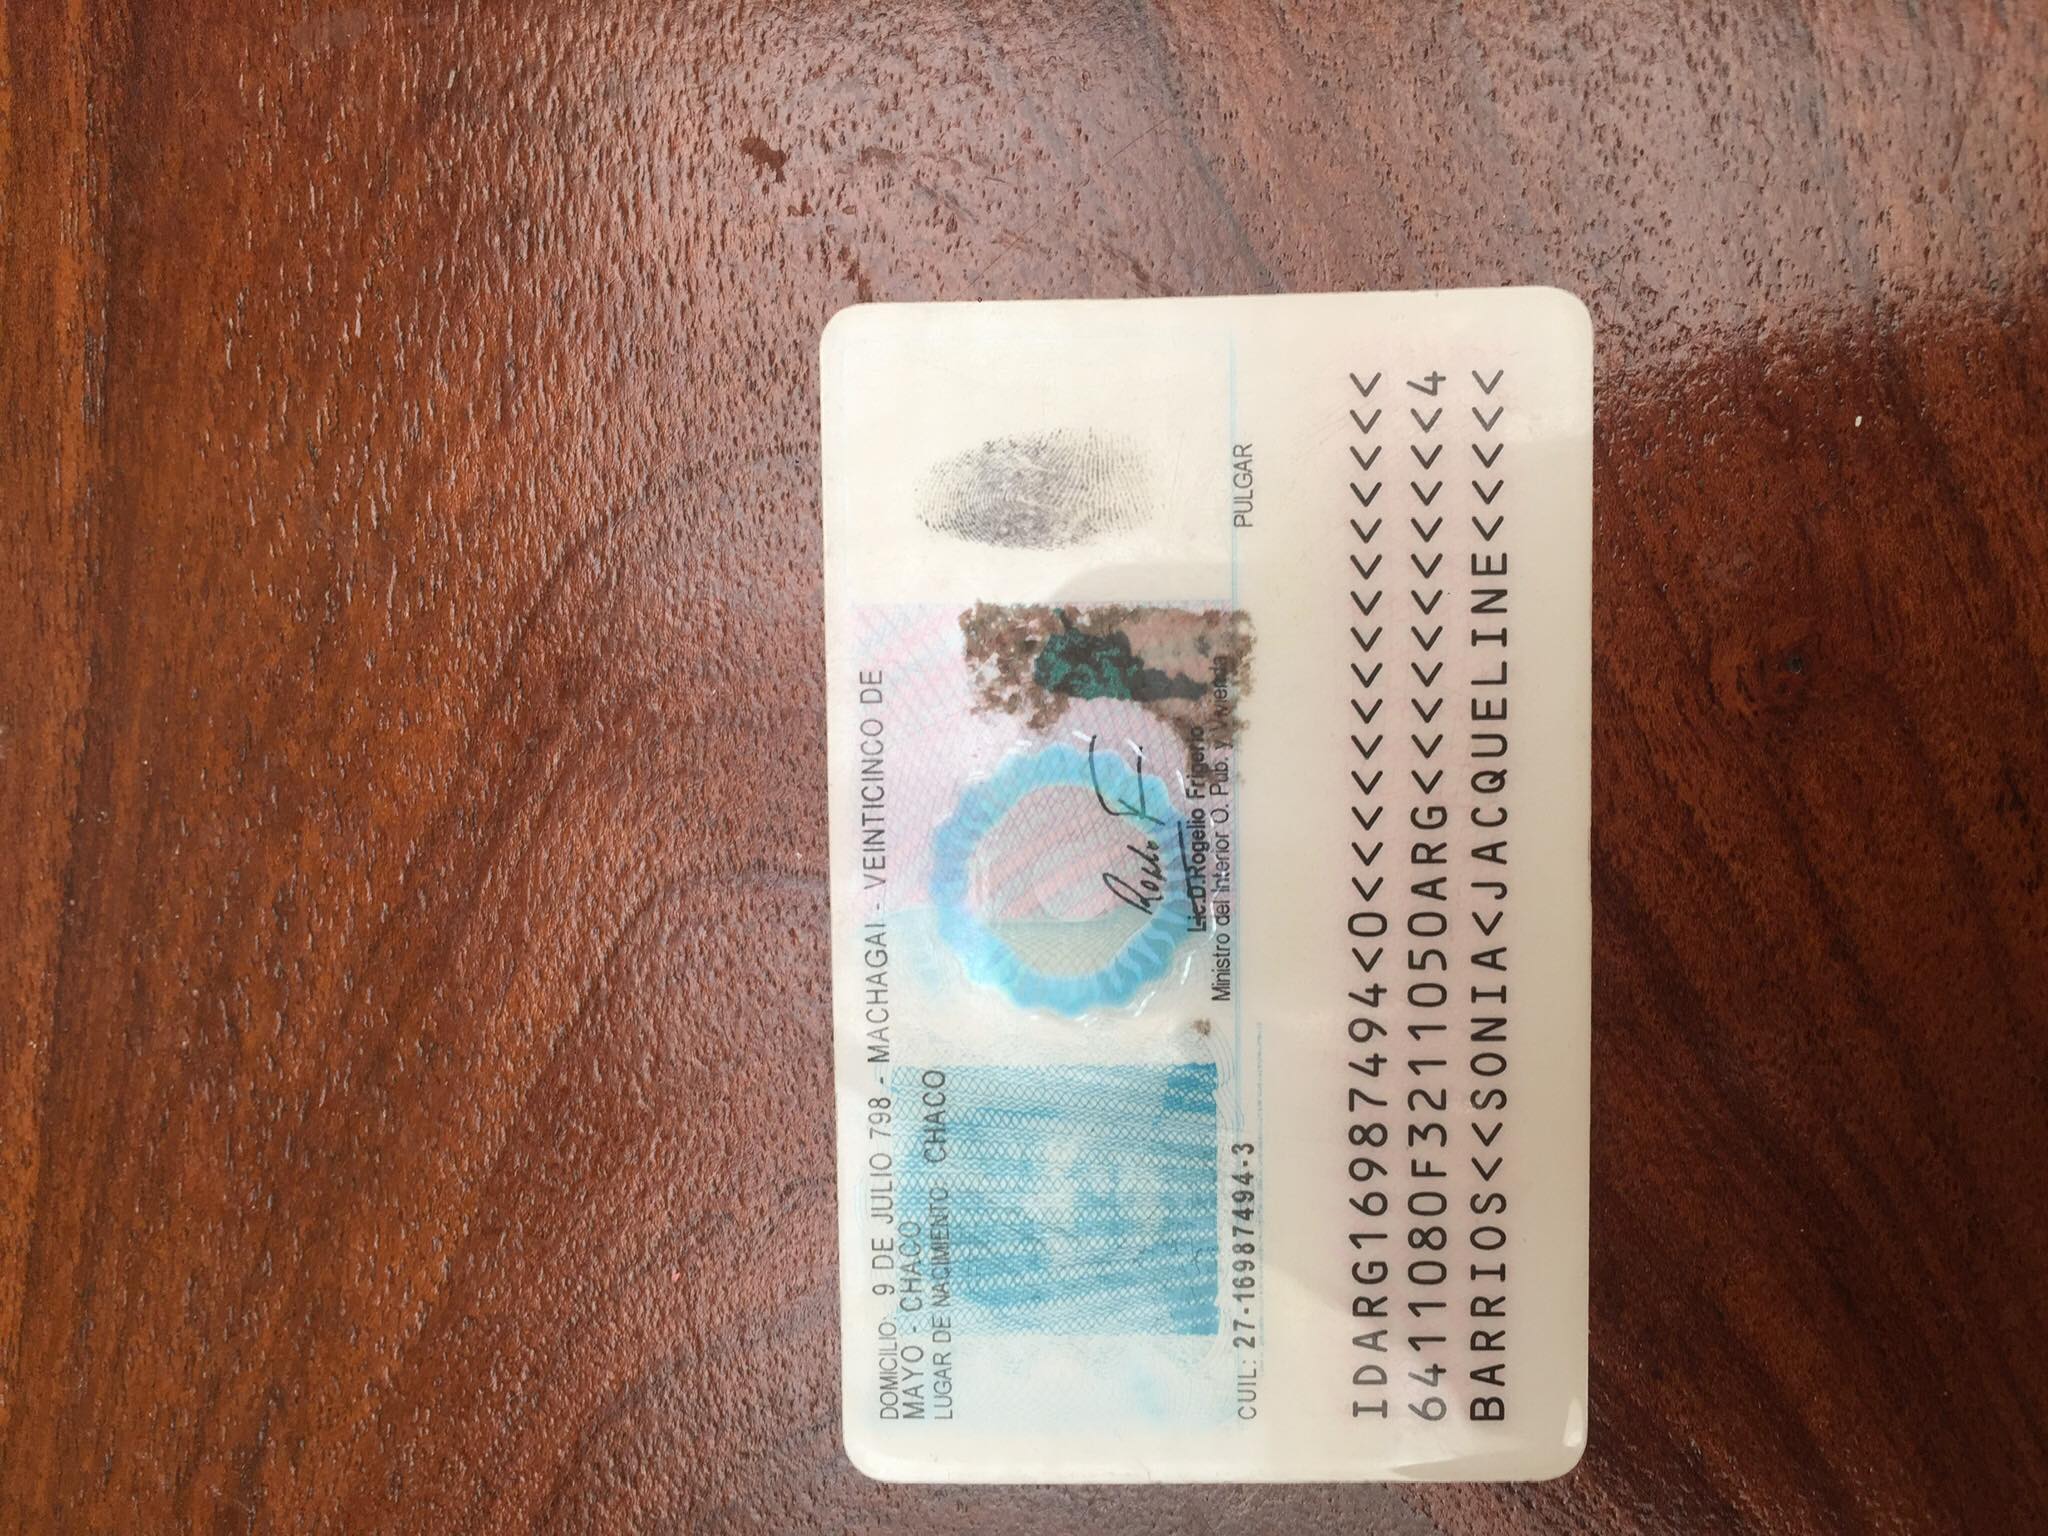 DOMICILIO: 9 DE JULIO 798 - MACHAGAI - VEINTICINCO DE
MAYO - CHACO
LUGAR DE NACIMIENTO: CHACO
Lic.D.Rogelio Frigerio
Ministro del Interior O. Pub. y Vivienda
CUIL: 27-16987494-3
PULGAR
IDARG16987494<0<<<<<<<<<<<<<<<
6411080F3211050ARG<<<<<<<<<<<4
BARRIOS<<SONIA<JACQUELINE<<<<<